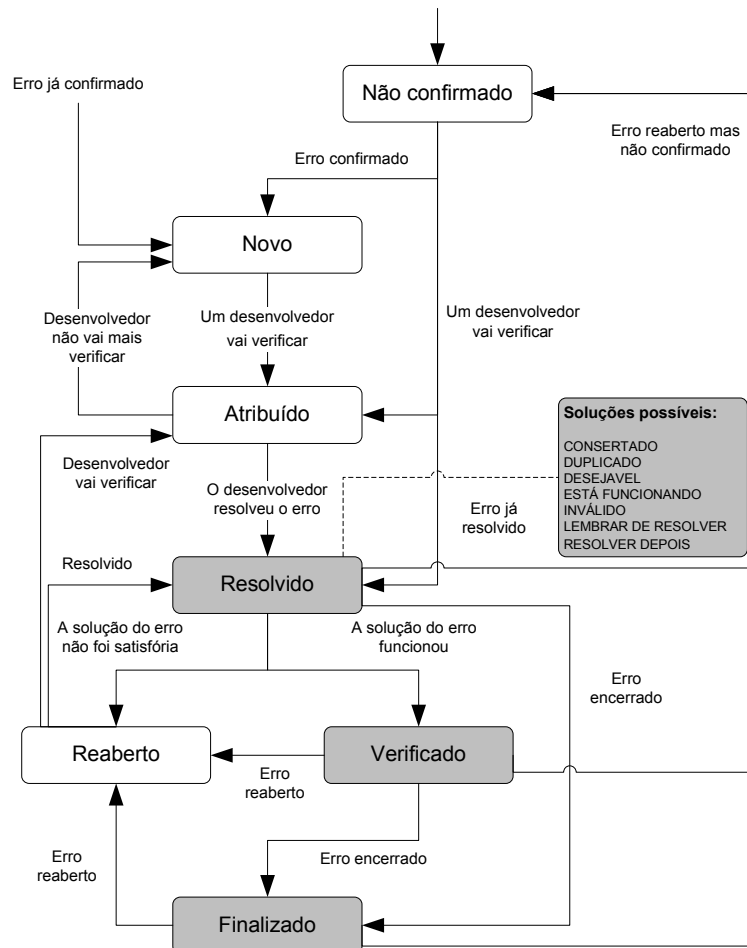 Erro já confirmado
Não confirmado
Erro reaberto mas
não confirmado
Erro confirmado
Novo
Desenvolvedor
não vai mais
verificar
Um desenvolvedor
vai verificar
Um desenvolvedor
vai verificar
Atribuído
Soluções possíveis:
CONSERTADO
DUPLICADO
DESEJAVEL
ESTÁ FUNCIONANDO
INVÁLIDO
LEMBRAR DE RESOLVER
RESOLVER DEPOIS
Desenvolvedor
vai verificar
O desenvolvedor
resolveu o erro
Erro já
resolvido
Resolvido
Resolvido
A solução do erro
não foi satisfória
A solução do erro
funcionou
Erro
encerrado
Reaberto
Verificado
Erro
reaberto
Erro encerrado
Erro
reaberto
Finalizado